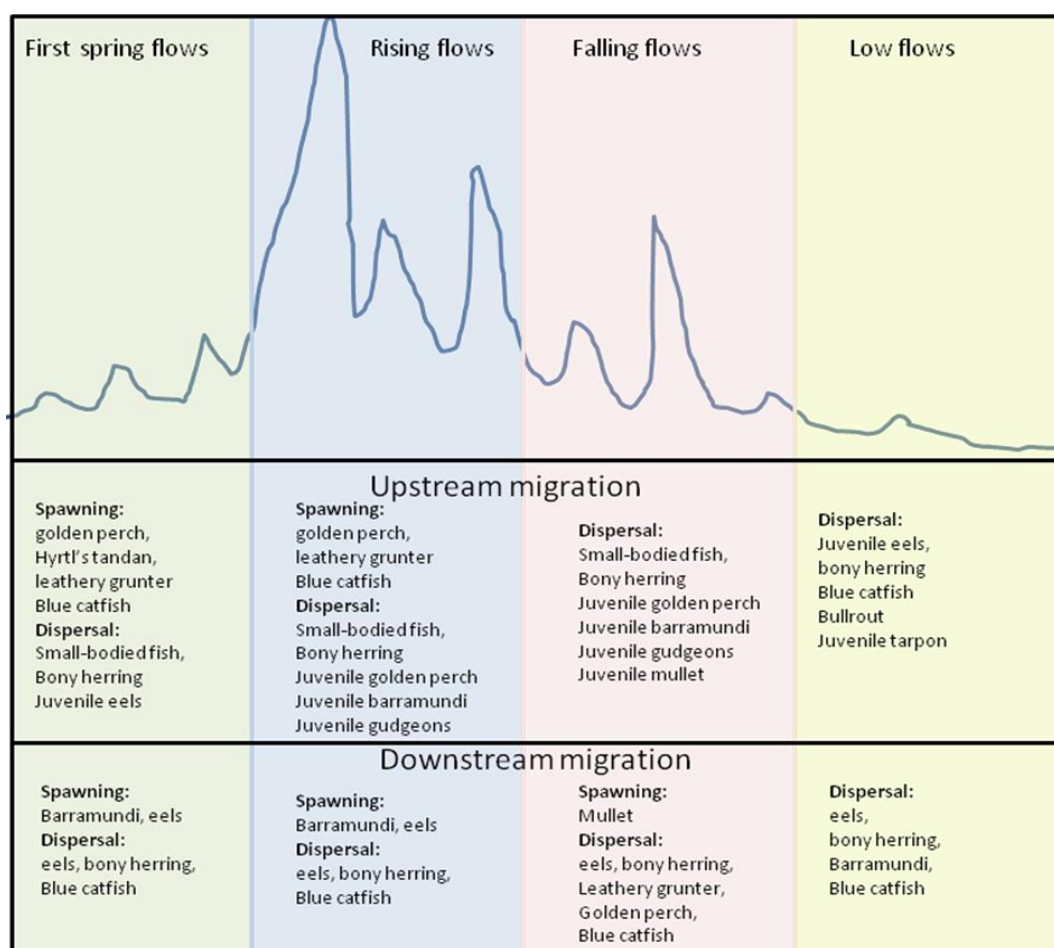 First spring flows
Rising flows
Falling flows
Low flows
Upstream migration
Spawning:
golden perch,
Hyrtl's tandan,
leathery grunter
Blue catfish
Dispersal:
Small-bodied fish,
Bony herring
Juvenile eels
Spawning:
golden perch,
leathery grunter
Blue catfish
Dispersal:
Small-bodied fish,
Bony herring
Juvenile golden perch
Juvenile barramundi
Juvenile gudgeons
Dispersal:
Small-bodied fish,
Bony herring
Juvenile golden perch
Juvenile barramundi
Juvenile gudgeons
Juvenile mullet
Dispersal:
Juvenile eels,
bony herring
Blue catfish
Bullrout
Juvenile tarpon
Downstream migration
Spawning:
Barramundi, eels
Dispersal:
eels, bony herring,
Blue catfish
Spawning:
Barramundi, eels
Dispersal:
eels, bony herring,
Blue catfish
Spawning:
Mullet
Dispersal:
eels, bony herring,
Leathery grunter,
Golden perch,
Blue catfish
Dispersal:
eels,
bony herring,
Barramundi,
Blue catfish